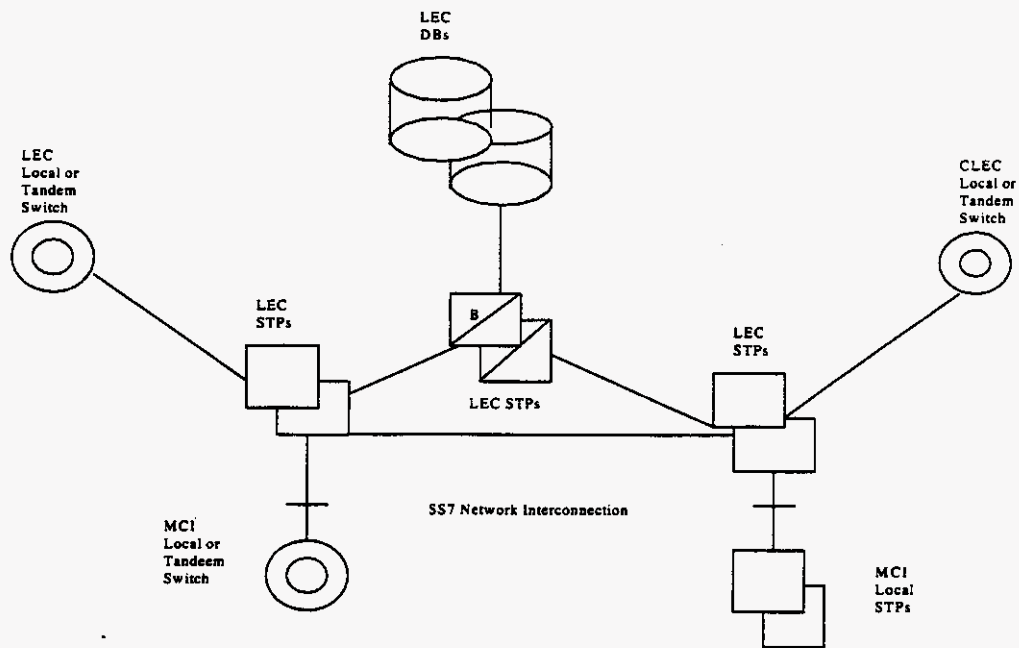 LEC
DBs
LEC
Local or
Tandem
Switch
CLEC
Local or
Tandem
Switch
LEC
STPs
B
LEC
STPs
LEC STPs
SS7 Network Interconnection
MCI
Local or
Tandeem
Switch
MCI
Local
STPs